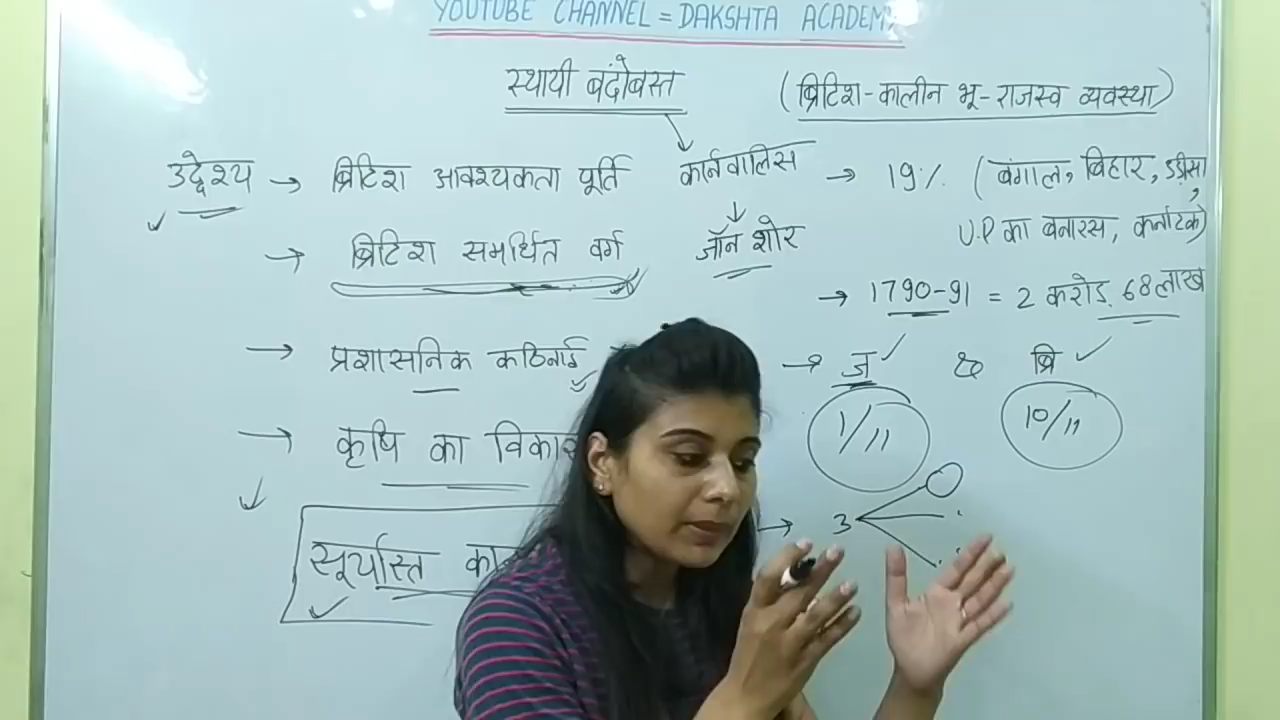 YOUTUBE CHANNEL = DAKSHTA ACADEMY
स्थायी बंदोबस्त (ब्रिटिश-कालीन भू-राजस्व व्यवस्था)
उद्देश्य → ब्रिटिश आवश्यकता पूर्ति कार्नवालिस → 19% (बंगाल, बिहार, उड़ीसा,
→ ब्रिटिश समर्थित वर्ग जॉन शोर U.P का बनारस, कर्नाटक)
→ 1790-91 = 2 करोड़ 68 लाख
→ प्रशासनिक कठिनाई → ज & ब्रि
→ कृषि का विकास 1/11 10/11
सूर्यास्त का → 3